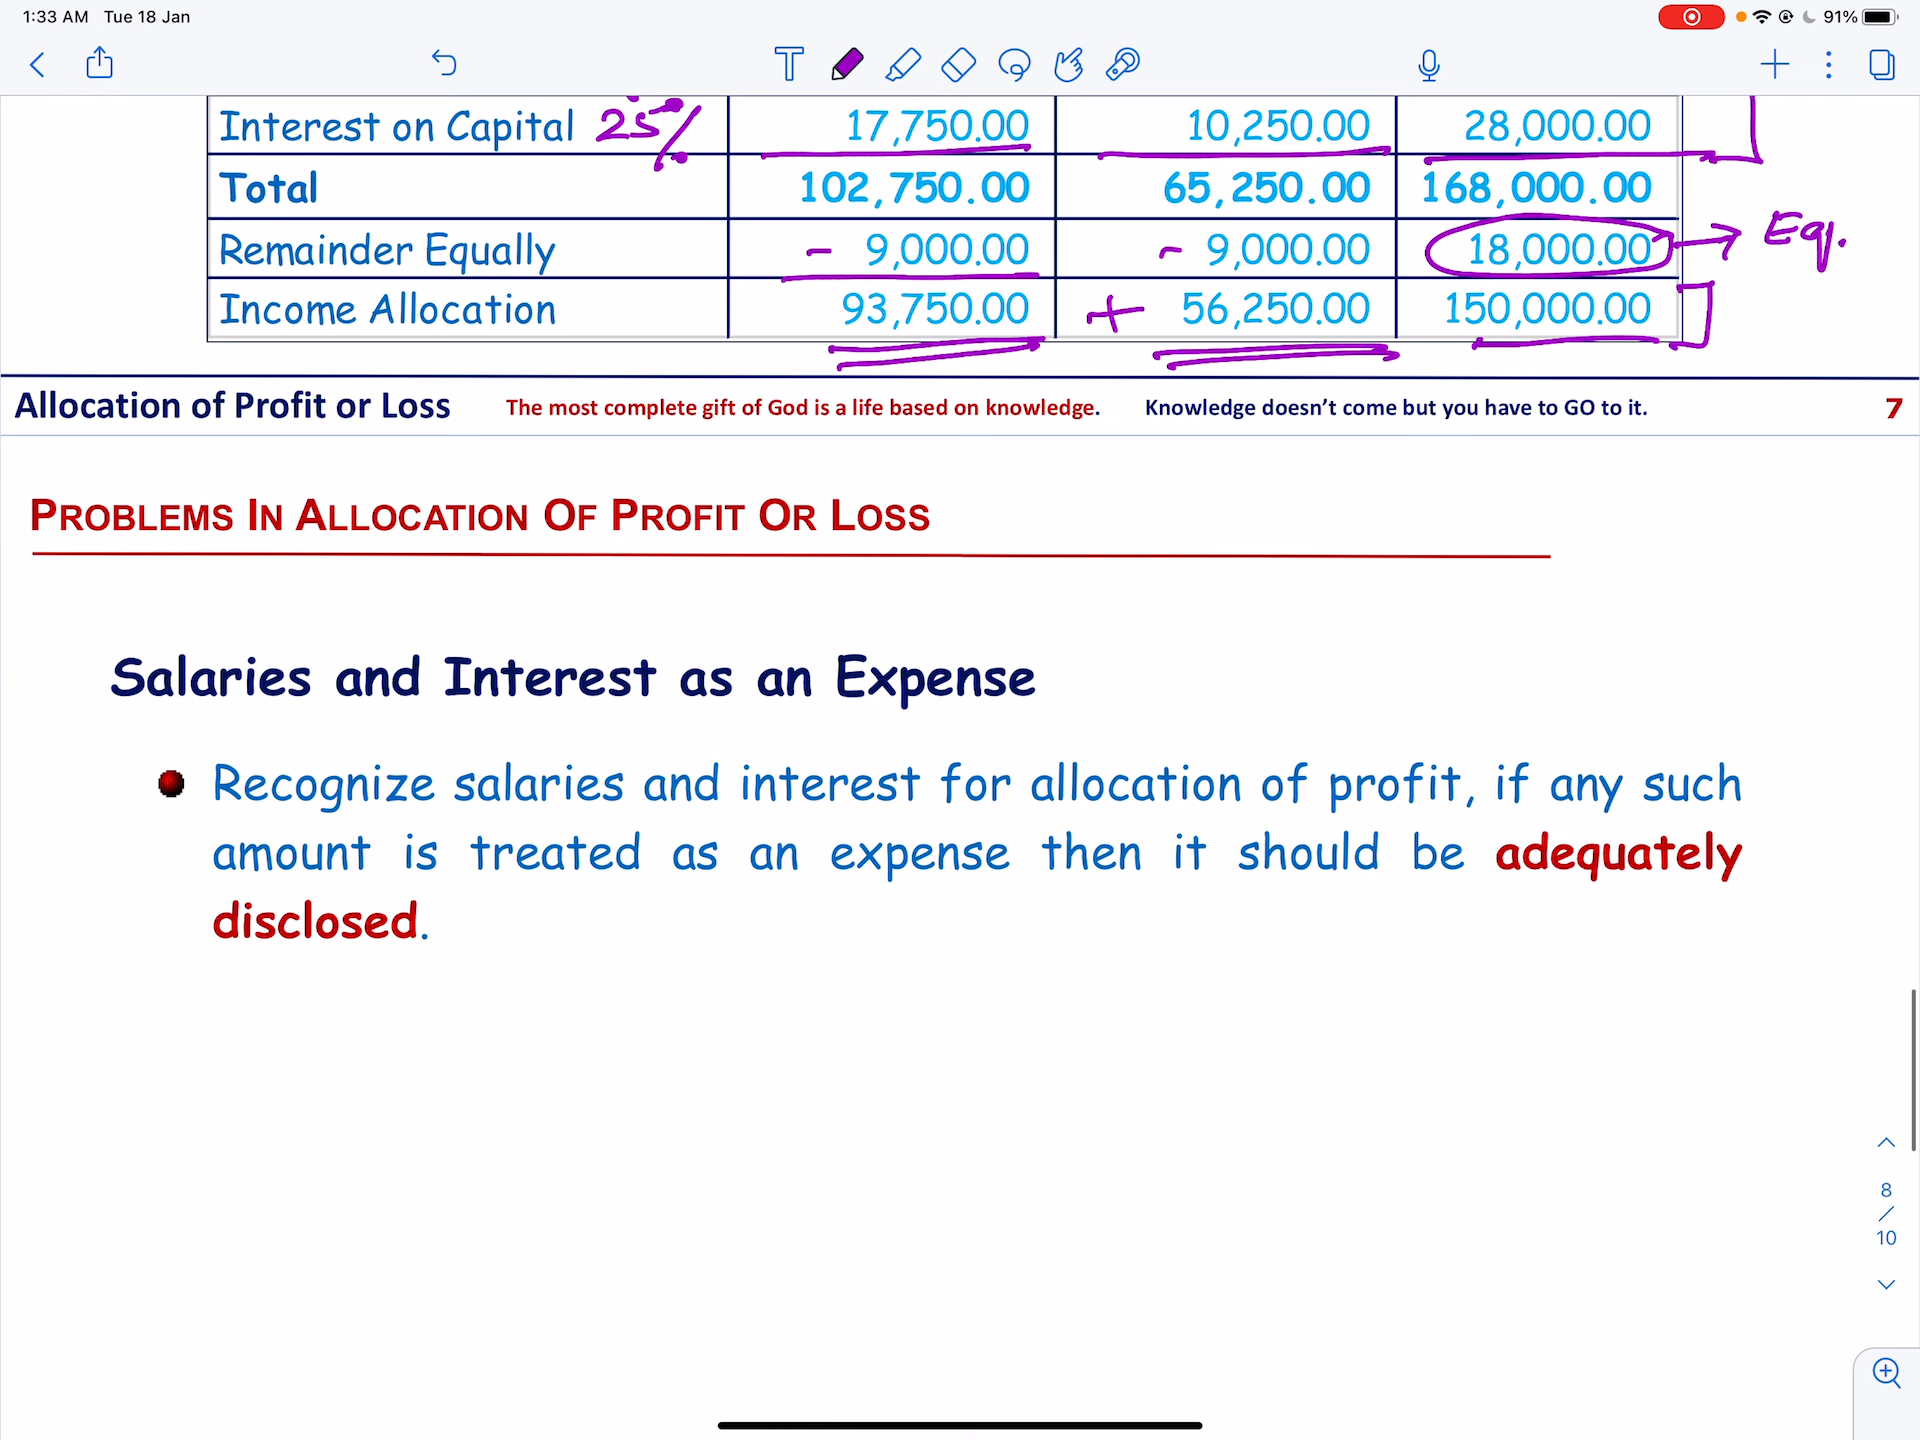 1:33 AM Tue 18 Jan 91%
T
Interest on Capital 25% 17,750.00 10,250.00 28,000.00
Total 102,750.00 65,250.00 168,000.00
Remainder Equally - 9,000.00 - 9,000.00 18,000.00 → Eq.
Income Allocation 93,750.00 + 56,250.00 150,000.00
Allocation of Profit or Loss The most complete gift of God is a life based on knowledge. Knowledge doesn't come but you have to GO to it. 7
PROBLEMS IN ALLOCATION OF PROFIT OR LOSS
Salaries and Interest as an Expense
Recognize salaries and interest for allocation of profit, if any such
amount is treated as an expense then it should be adequately
disclosed.
8
/
10